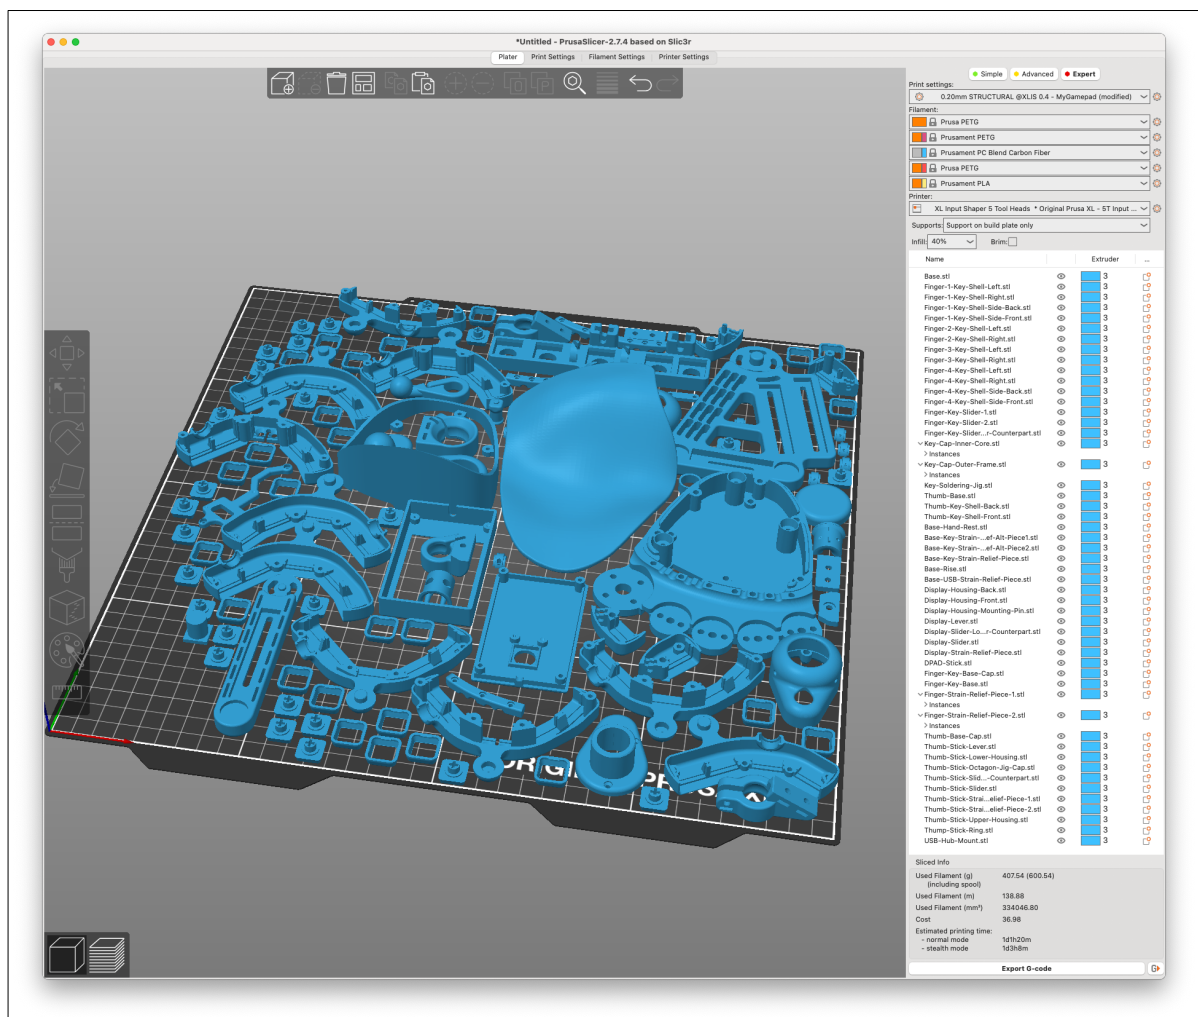 *Untitled - PrusaSlicer-2.7.4 based on Slic3r
Plater Print Settings Filament Settings Printer Settings
Simple Advanced Expert
Print settings:
0.20mm STRUCTURAL @XLIS 0.4 - MyGamepad (modified)
Filament:
Prusa PETG
Prusament PETG
Prusament PC Blend Carbon Fiber
Prusa PETG
Prusament PLA
Printer:
XL Input Shaper 5 Tool Heads * Original Prusa XL - 5T Input ...
Supports: Support on build plate only
Infill: 40% Brim:
Name Extruder ...
Base.stl 3
Finger-1-Key-Shell-Left.stl 3
Finger-1-Key-Shell-Right.stl 3
Finger-1-Key-Shell-Side-Back.stl 3
Finger-1-Key-Shell-Side-Front.stl 3
Finger-2-Key-Shell-Left.stl 3
Finger-2-Key-Shell-Right.stl 3
Finger-3-Key-Shell-Left.stl 3
Finger-3-Key-Shell-Right.stl 3
Finger-4-Key-Shell-Left.stl 3
Finger-4-Key-Shell-Right.stl 3
Finger-4-Key-Shell-Side-Back.stl 3
Finger-4-Key-Shell-Side-Front.stl 3
Finger-Key-Slider-1.stl 3
Finger-Key-Slider-2.stl 3
Finger-Key-Slider...r-Counterpart.stl 3
Key-Cap-Inner-Core.stl 3
Instances
Key-Cap-Outer-Frame.stl 3
Instances
Key-Soldering-Jig.stl 3
Thumb-Base.stl 3
Thumb-Key-Shell-Back.stl 3
Thumb-Key-Shell-Front.stl 3
Base-Hand-Rest.stl 3
Base-Key-Strain-...ef-Alt-Piece1.stl 3
Base-Key-Strain-...ef-Alt-Piece2.stl 3
Base-Key-Strain-Relief-Piece.stl 3
Base-Rise.stl 3
Base-USB-Strain-Relief-Piece.stl 3
Display-Housing-Back.stl 3
Display-Housing-Front.stl 3
Display-Housing-Mounting-Pin.stl 3
Display-Lever.stl 3
Display-Slider-Lo...r-Counterpart.stl 3
Display-Slider.stl 3
Display-Strain-Relief-Piece.stl 3
DPAD-Stick.stl 3
Finger-Key-Base-Cap.stl 3
Finger-Key-Base.stl 3
Finger-Strain-Relief-Piece-1.stl 3
Instances
Finger-Strain-Relief-Piece-2.stl 3
Instances
Thumb-Base-Cap.stl 3
Thumb-Stick-Lever.stl 3
Thumb-Stick-Lower-Housing.stl 3
Thumb-Stick-Octagon-Jig-Cap.stl 3
Thumb-Stick-Slid...-Counterpart.stl 3
Thumb-Stick-Slider.stl 3
Thumb-Stick-Strai...elief-Piece-1.stl 3
Thumb-Stick-Strai...elief-Piece-2.stl 3
Thumb-Stick-Upper-Housing.stl 3
Thump-Stick-Ring.stl 3
USB-Hub-Mount.stl 3
Sliced Info
Used Filament (g) 407.54 (600.54)
(including spool)
Used Filament (m) 138.88
Used Filament (mm³) 334046.80
Cost 36.98
Estimated printing time:
- normal mode 1d1h20m
- stealth mode 1d3h8m
Export G-code G